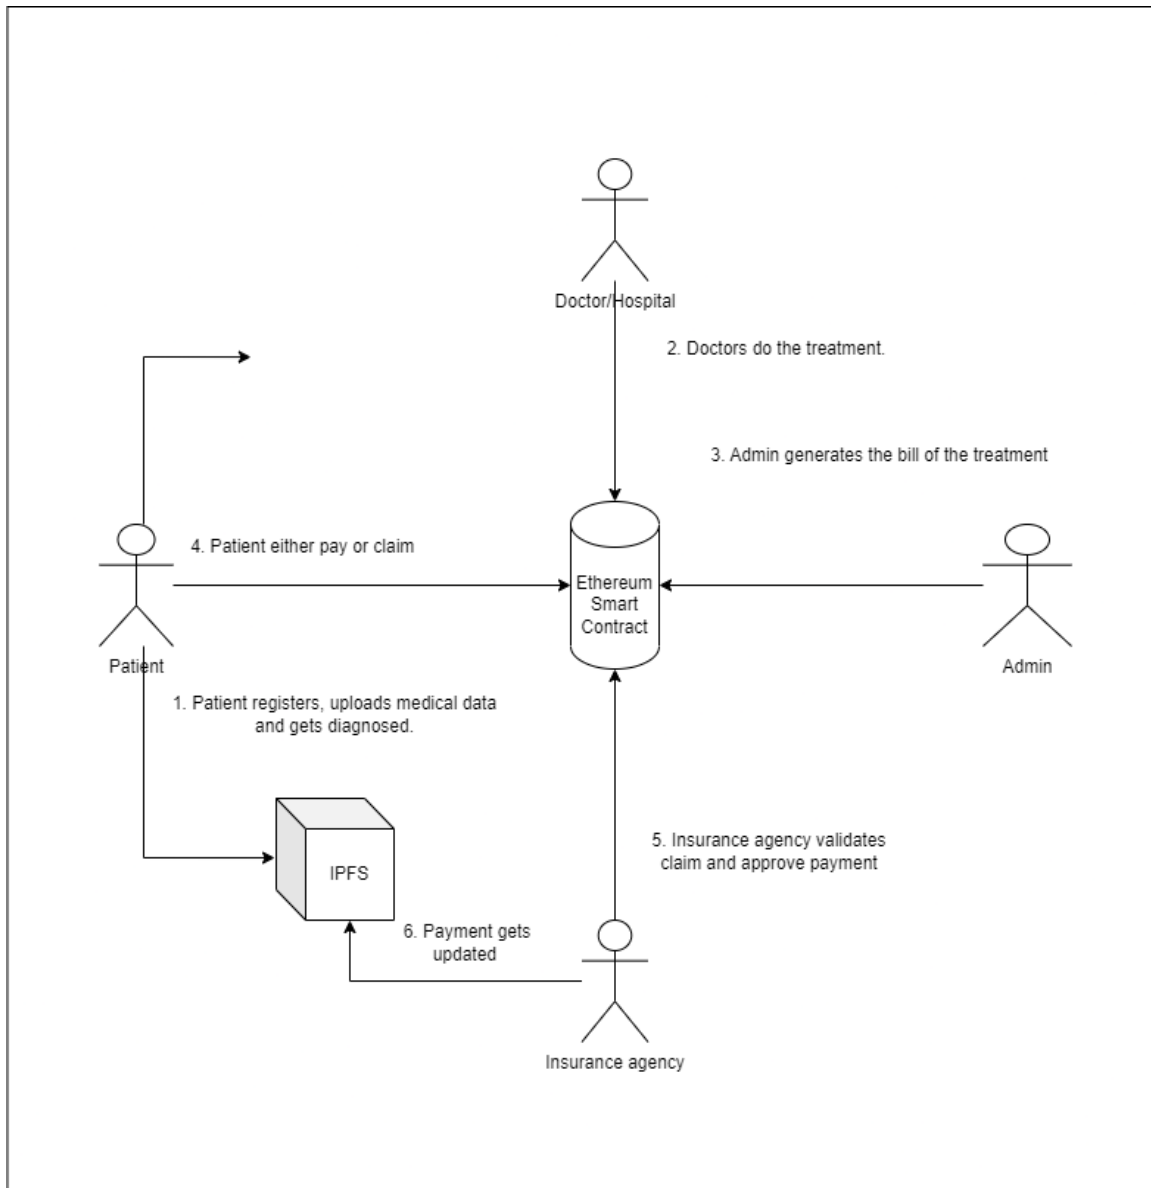 Doctor/Hospital
2. Doctors do the treatment.
3. Admin generates the bill of the treatment
4. Patient either pay or claim
Ethereum
Smart
Contract
Patient
Admin
1. Patient registers, uploads medical data
and gets diagnosed.
IPFS
5. Insurance agency validates
claim and approve payment
6. Payment gets
updated
Insurance agency